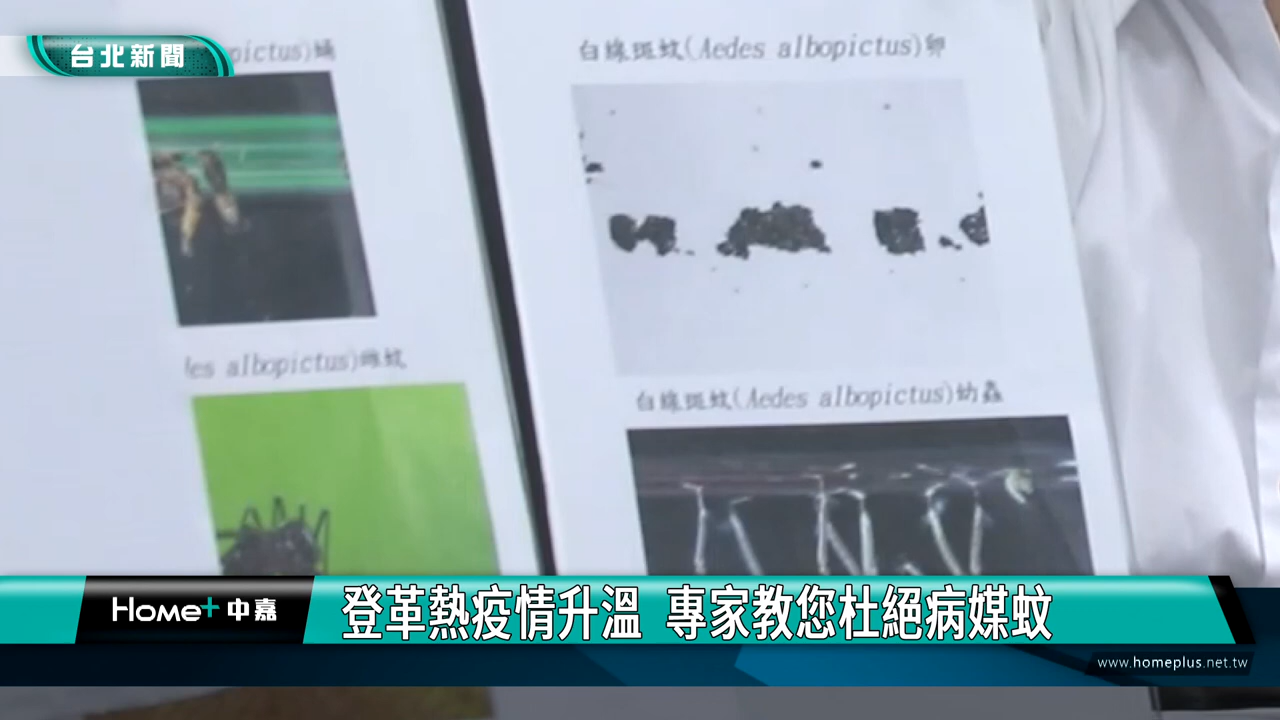 台北新聞
pictus)蛹
白線斑蚊(Aedes albopictus)卵
des albopictus)雌蚊
白線斑蚊(Aedes albopictus)幼蟲
Home+中嘉
登革熱疫情升溫 專家教您杜絕病媒蚊
www.homeplus.net.tw